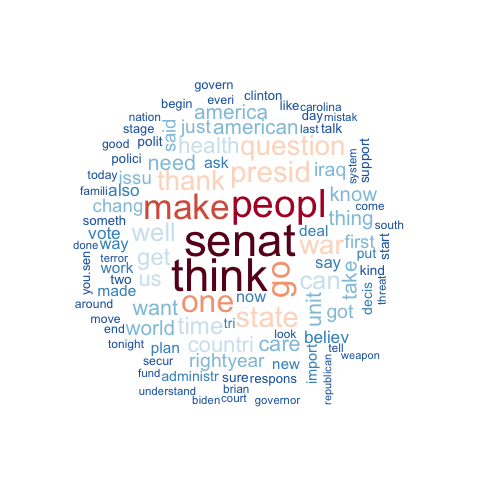 govern
begin everi clinton
nation said america like carolina
stage polit just american day mistak
good health question last talk
polici need ask system support
today jssu thank presid iraq
famili also know
someth chang make peopl thing come
vote well senat deal first put south
done way get war say kind start
you.sen terror work us think go can take decis threat
two made want one now unit got
around world time tri state believ
move end look tell
tonight plan countri care import weapon
secur rightyear new republican
fund administr sure respons
understand brian
biden court governor